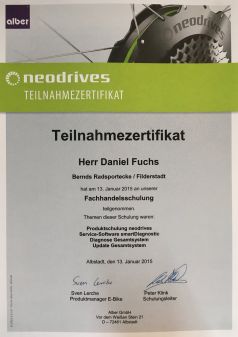 alber
neodrives
TEILNAHMEZERTIFIKAT
Teilnahmezertifikat
Herr Daniel Fuchs
Bernds Radsportecke / Filderstadt
hat am 13. Januar 2015 an unserer
Fachhandelsschulung
teilgenommen.
Themen dieser Schulung waren:
Produktschulung neodrives
Service-Software smartDiagnostic
Diagnose Gesamtsystem
Update Gesamtsystem
Albstadt, den 13. Januar 2015
Sven Lerche
Sven Lerche
Produktmanager E-Bike
Peter Klink
Schulungsleiter
Alber GmbH
Vor dem Weißen Stein 21
D – 72461 Albstadt